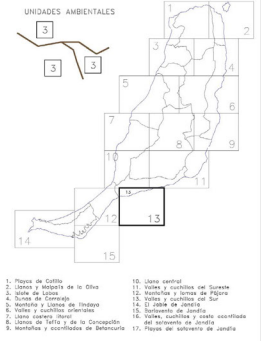 UNIDADES AMBIENTALES
3
3
3
1
2
3
4
5
6
7
8
9
10
11
13
12
13
14
15
1. Playas de Cotillo
2. Llanos y Malpaís de la Oliva
3. Islote de Lobos
4. Dunas de Corralejo
5. Montaña y Llanos de Tindaya
6. Valles y cuchillos orientales
7. Llano costero litoral
8. Llanos de Tefía y de la Concepción
9. Montañas y acantilados de Betancuria
10. Llano central
11. Valles y cuchillos del Sureste
12. Montañas y lomas de Pájara
13. Valles y cuchillos del Sur
14. El Jable de Jandía
15. Barlovento de Jandía
16. Valles, cuchillos y costa acantilada
del sotavento de Jandía
17. Playas del sotavento de Jandía